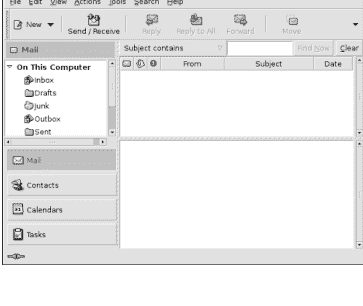 File Edit View Actions Tools Search Help
New Send / Receive Reply Reply to All Forward Move
Mail Subject contains Find Now Clear
On This Computer From Subject Date
Inbox
Drafts
Junk
Outbox
Sent
Mail
Contacts
Calendars
Tasks